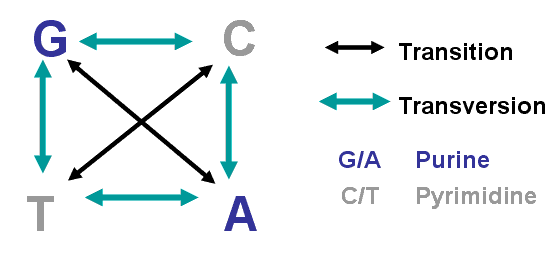 G C
T A
Transition
Transversion
G/A Purine
C/T Pyrimidine